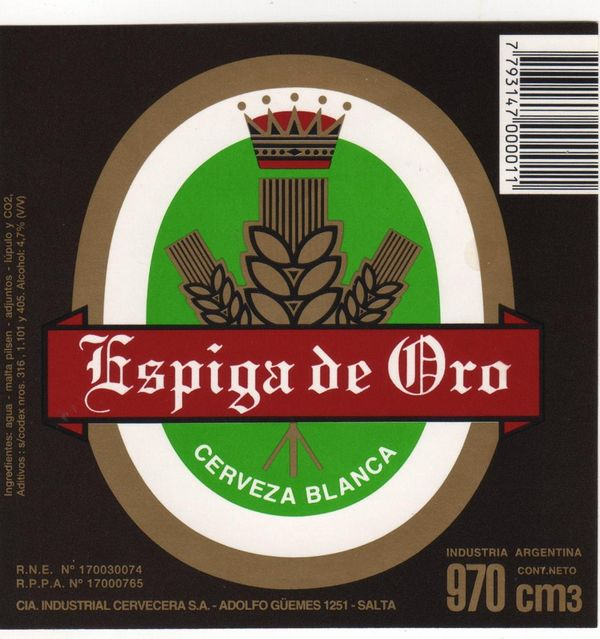 7 793147 000011
Espiga de Oro
CERVEZA BLANCA
Ingredientes: agua - malta pilsen - adjuntos - lúpulo y CO2,
Aditivos : s/codex nros. 316 , 1.101 y 405. Alcohol: 4,7% (V/V)
R.N.E. Nº 170030074
R.P.P.A. Nº 17000765
CIA. INDUSTRIAL CERVECERA S.A. - ADOLFO GÜEMES 1251 - SALTA
INDUSTRIA ARGENTINA
CONT.NETO
970 cm3